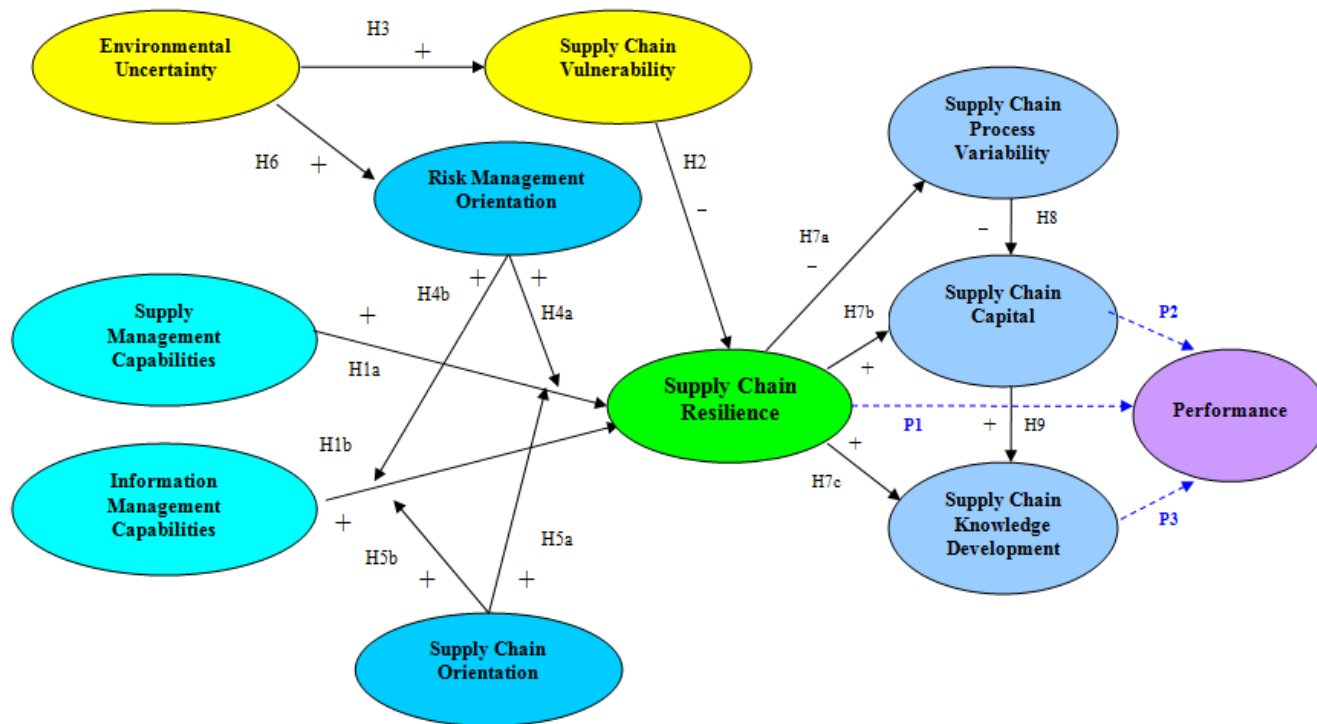 Environmental
Uncertainty
H3
+
Supply Chain
Vulnerability
H6
+
Risk Management
Orientation
H2
-
Supply Chain
Process
Variability
H7a
-
-
H8
H4b
+
+
H4a
Supply
Management
Capabilities
+
H1a
Supply Chain
Resilience
H7b
+
Supply Chain
Capital
P2
P1
Performance
+
H9
+
H7c
Supply Chain
Knowledge
Development
P3
Information
Management
Capabilities
H1b
+
H5b
+
H5a
+
Supply Chain
Orientation